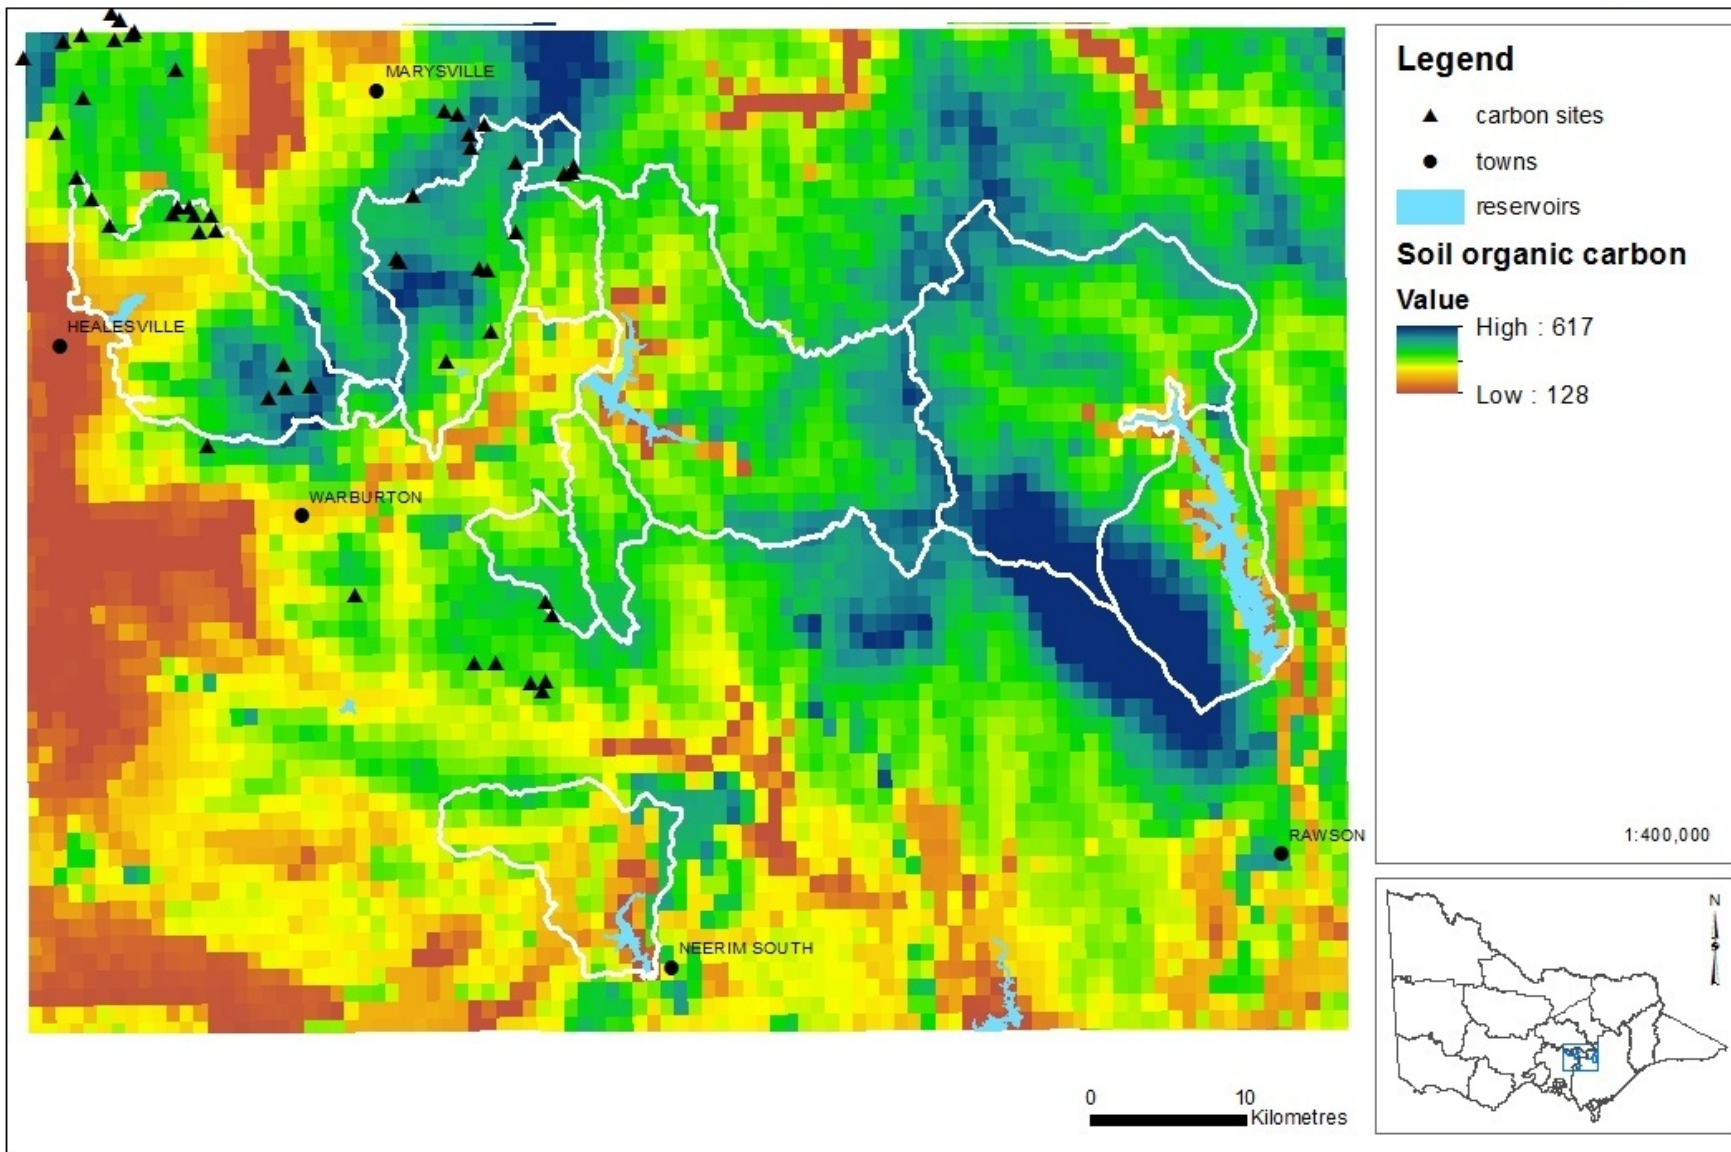 MARYSVILLE
HEALESVILLE
WARBURTON
RAWSON
NEERIM SOUTH
Legend
carbon sites
towns
reservoirs
Soil organic carbon
Value
High : 617
Low : 128
1:400,000
N
0 10
Kilometres